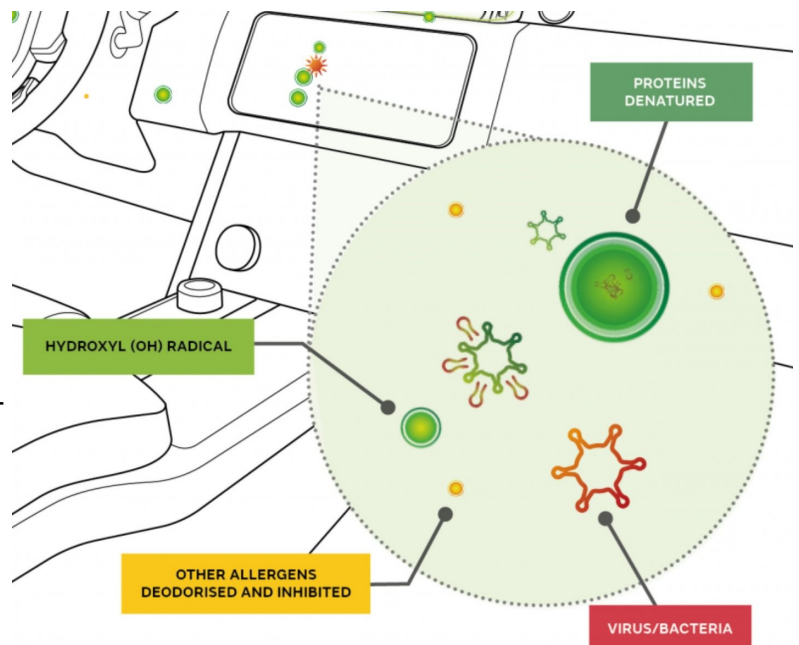 PROTEINS
DENATURED
HYDROXYL (OH) RADICAL
OTHER ALLERGENS
DEODORISED AND INHIBITED
VIRUS/BACTERIA